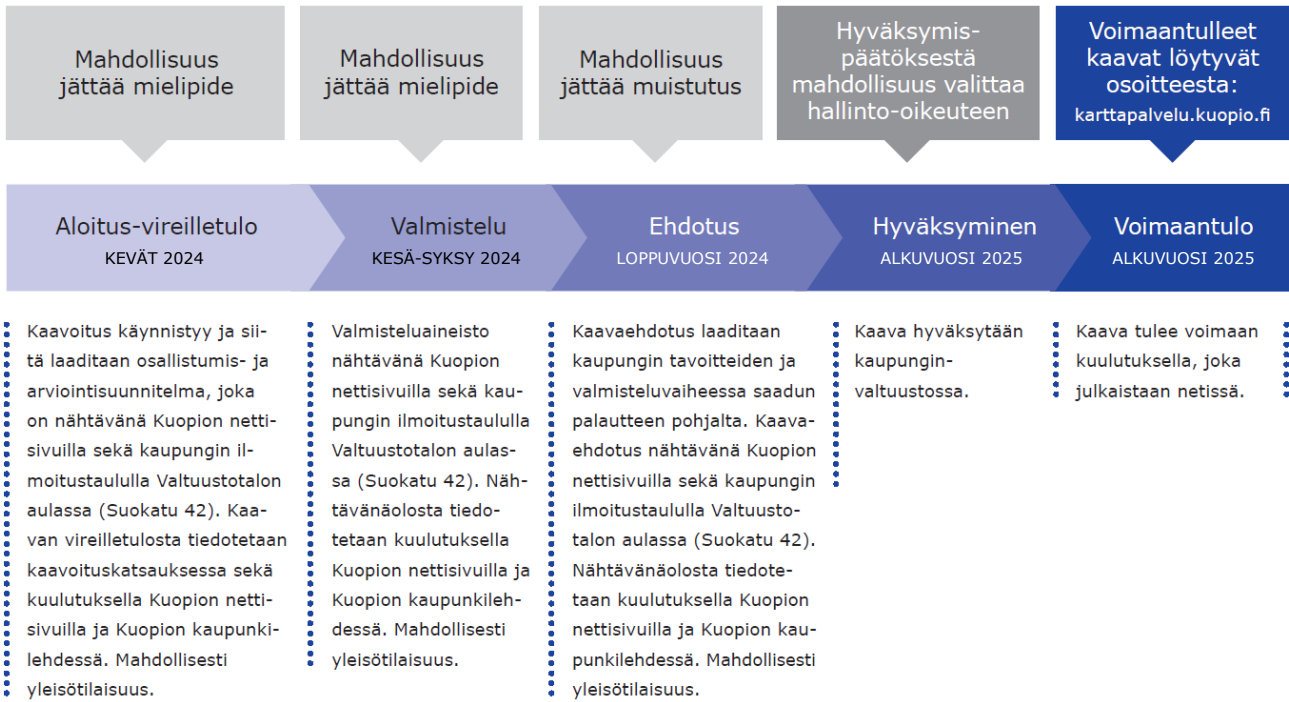 Mahdollisuus
jättää mielipide
Mahdollisuus
jättää mielipide
Mahdollisuus
jättää muistutus
Hyväksymis-
päätöksestä
mahdollisuus valittaa
hallinto-oikeuteen
Voimaantulleet
kaavat löytyvät
osoitteesta:
karttapalvelu.kuopio.fi
Aloitus-vireilletulo
KEVÄT 2024
Valmistelu
KESÄ-SYKSY 2024
Ehdotus
LOPPUVUOSI 2024
Hyväksyminen
ALKUVUOSI 2025
Voimaantulo
ALKUVUOSI 2025
Kaavoitus käynnistyy ja sii-
tä laaditaan osallistumis- ja
arviointisuunnitelma, joka
on nähtävänä Kuopion netti-
sivuilla sekä kaupungin il-
moitustaululla Valtuustotalon
aulassa (Suokatu 42). Kaa-
van vireilletulosta tiedotetaan
kaavoituskatsauksessa sekä
kuulutuksella Kuopion netti-
sivuilla ja Kuopion kaupunki-
lehdessä. Mahdollisesti
yleisötilaisuus.
Valmisteluaineisto
nähtävänä Kuopion
nettisivuilla sekä kau-
pungin ilmoitustaululla
Valtuustotalon aulas-
sa (Suokatu 42). Näh-
tävänäolosta tiedo-
tetaan kuulutuksella
Kuopion nettisivuilla ja
Kuopion kaupunkileh-
dessä. Mahdollisesti
yleisötilaisuus.
Kaavaehdotus laaditaan
kaupungin tavoitteiden ja
valmisteluvaiheessa saadun
palautteen pohjalta. Kaava-
ehdotus nähtävänä Kuopion
nettisivuilla sekä kaupungin
ilmoitustaululla Valtuusto-
talon aulassa (Suokatu 42).
Nähtävänäolosta tiedote-
taan kuulutuksella Kuopion
nettisivuilla ja Kuopion kau-
punkilehdessä. Mahdollisesti
yleisötilaisuus.
Kaava hyväksytään
kaupungin-
valtuustossa.
Kaava tulee voimaan
kuulutuksella, joka
julkaistaan netissä.